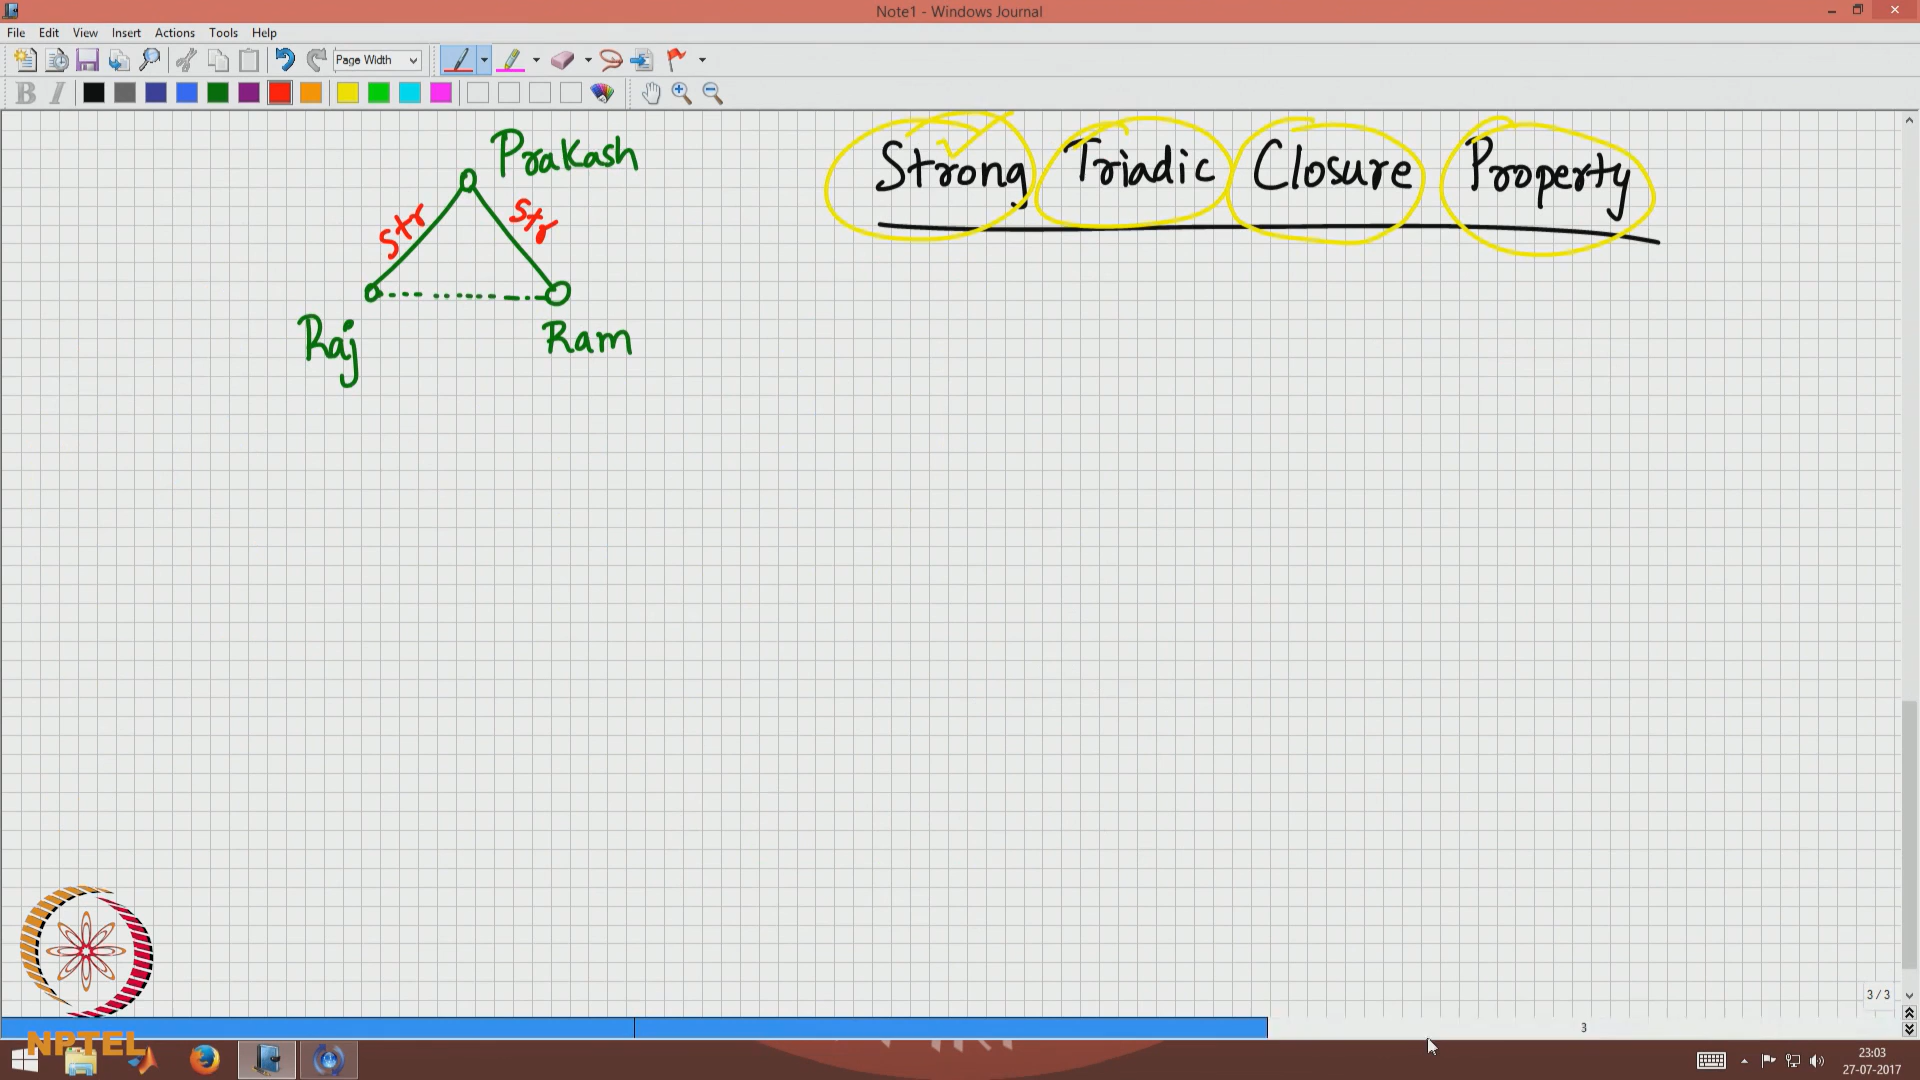 Note1 - Windows Journal
File Edit View Insert Actions Tools Help
Page Width
B I
Prakash
Strong Triadic Closure Property
str
str
Raj
Ram
3 / 3
3
NPTEL
23:03
27-07-2017